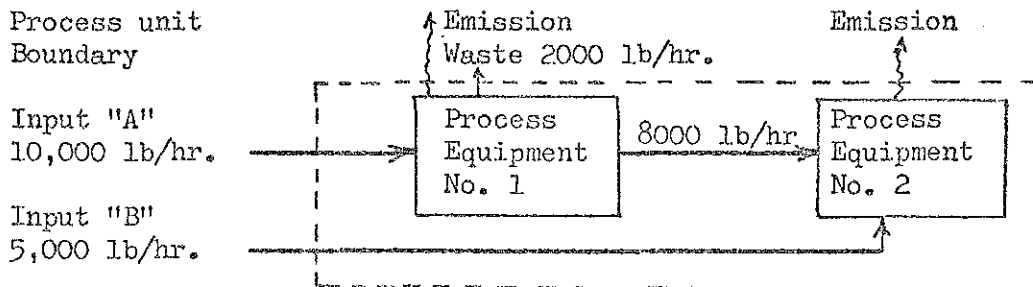 Process unit
Boundary
Emission
Waste 2000 lb/hr.
Emission
Input "A"
10,000 lb/hr.
Process
Equipment
No. 1
8000 lb/hr
Process
Equipment
No. 2
Input "B"
5,000 lb/hr.